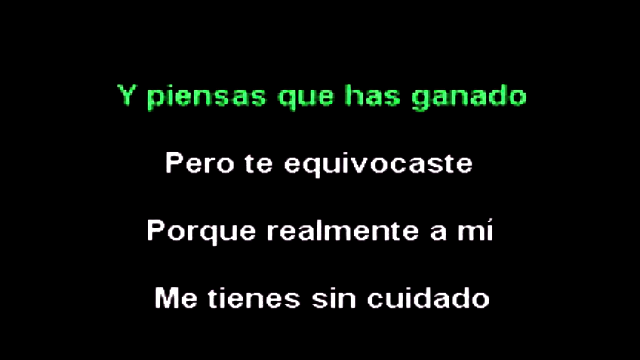 Y piensas que has ganado
Pero te equivocaste
Porque realmente a mí
Me tienes sin cuidado